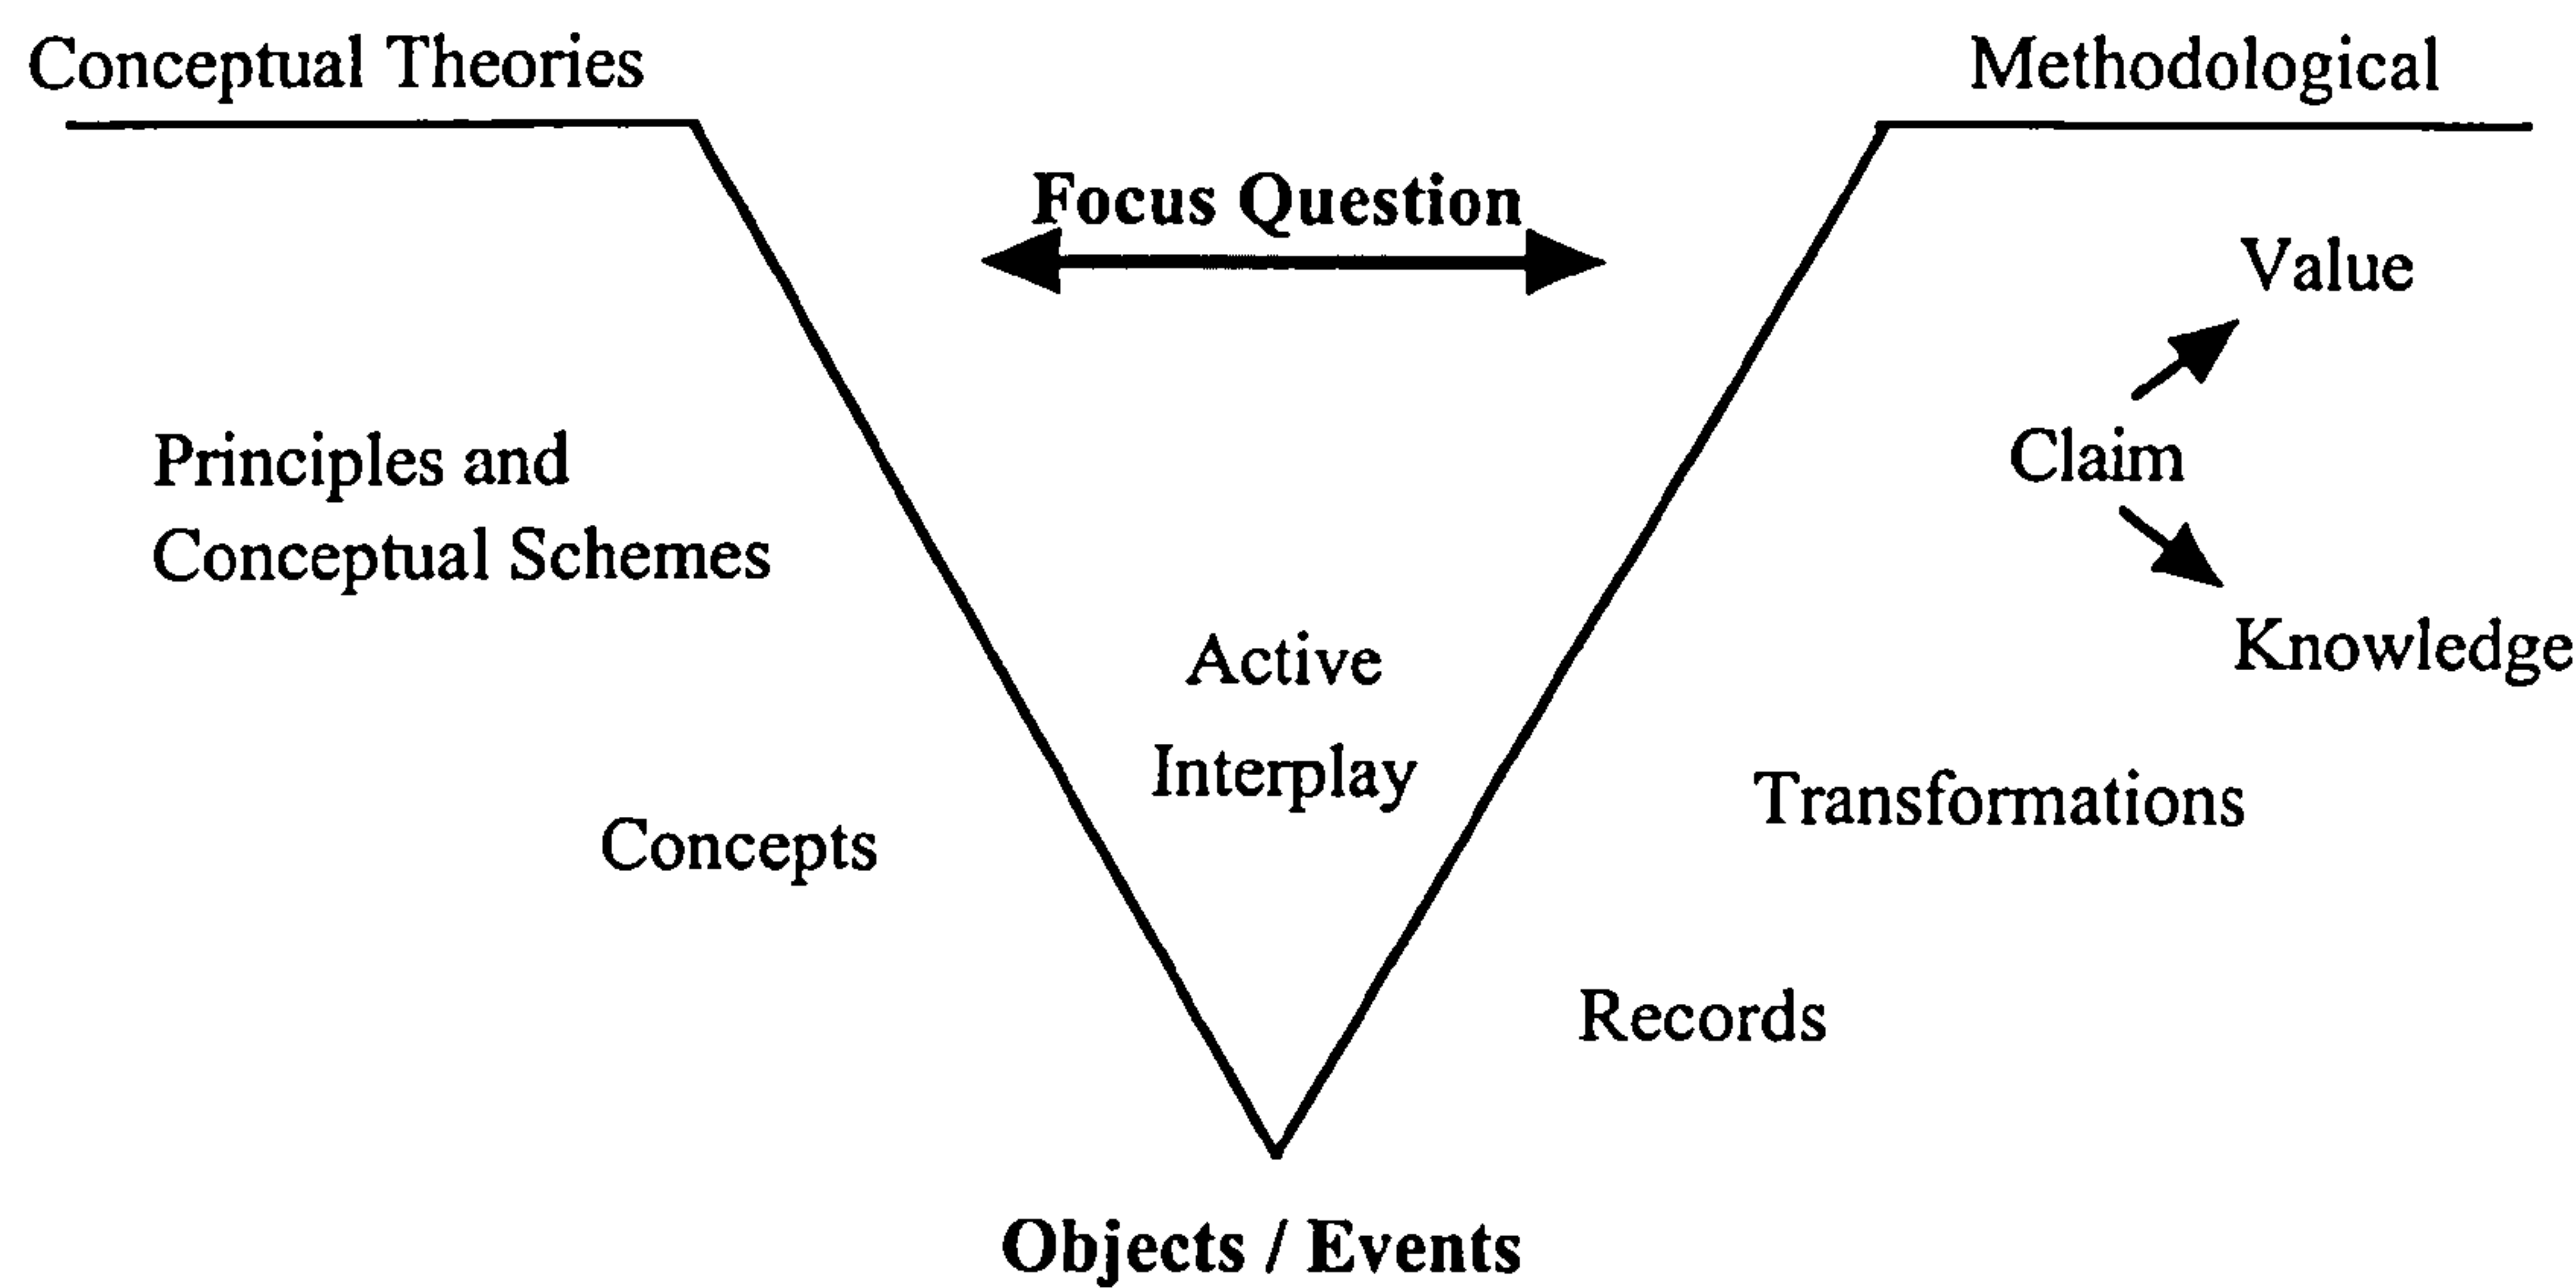 Conceptual Theories
Methodological
Focus Question
Value
Principles and
Conceptual Schemes
Claim
Active
Interplay
Knowledge
Concepts
Transformations
Records
Objects / Events